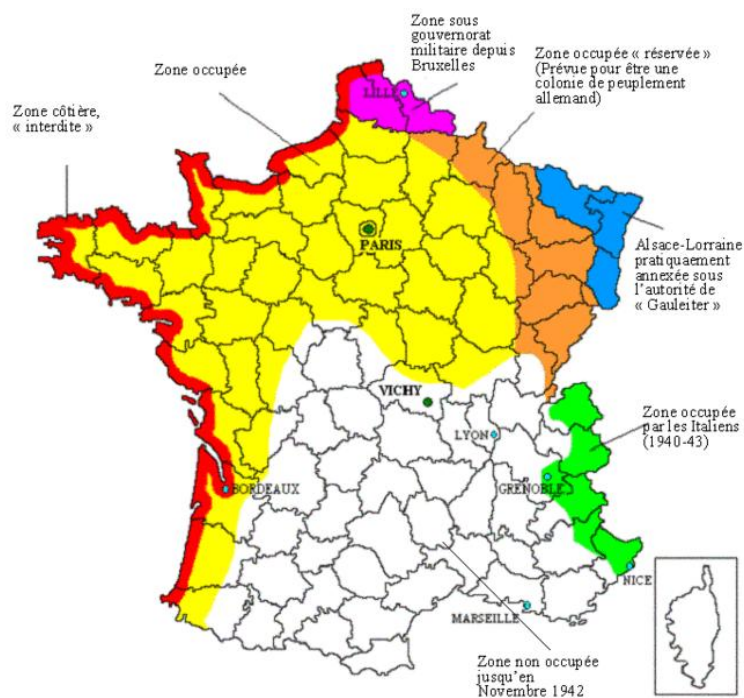 Zone sous
gouvernorat
militaire depuis
Bruxelles
Zone occupée « réservée »
(Prévue pour être une
colonie de peuplement
allemand)
Zone occupée
Zone côtière,
« interdite »
LILLE
PARIS
Alsace-Lorraine
pratiquaement
annexée sous
l'autorité de
« Gauleiter »
VICHY
LYON
Zone occupée
par les Italiens
(1940-43)
GRENOBLE
BORDEAUX
NICE
MARSEILLE
Zone non occupée
jusqu'en
Novembre 1942